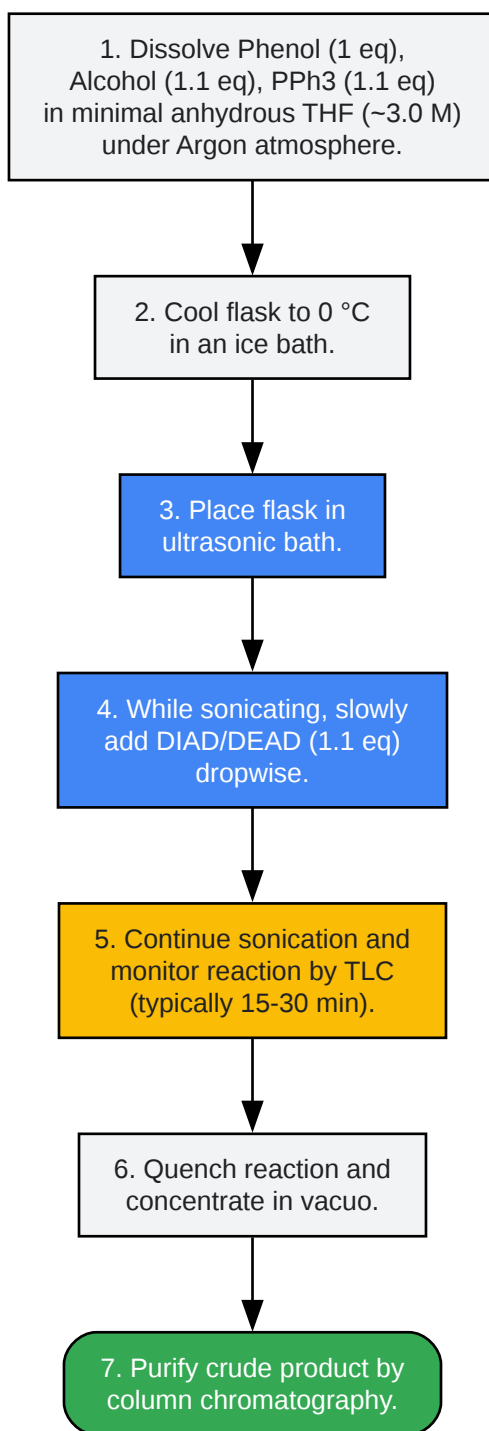 1. Dissolve Phenol (1 eq),
Alcohol (1.1 eq), PPh3 (1.1 eq)
in minimal anhydrous THF (~3.0 M)
under Argon atmosphere.
2. Cool flask to 0 °C
in an ice bath.
3. Place flask in
ultrasonic bath.
4. While sonicating, slowly
add DIAD/DEAD (1.1 eq)
dropwise.
5. Continue sonication and
monitor reaction by TLC
(typically 15-30 min).
6. Quench reaction and
concentrate in vacuo.
7. Purify crude product by
column chromatography.